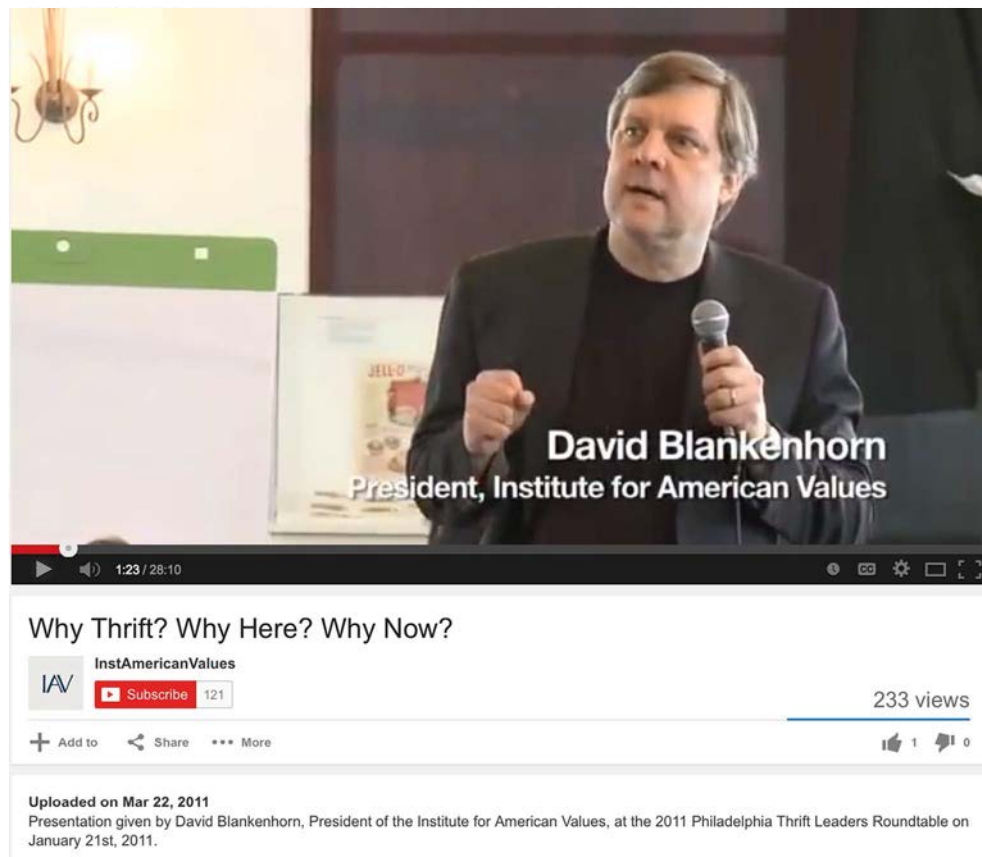 JELL-O
David Blankenhorn
President, Institute for American Values
1:23 / 28:10
CC
Why Thrift? Why Here? Why Now?
IAV
InstAmericanValues
Subscribe 121
233 views
Add to Share More
1 0
Uploaded on Mar 22, 2011
Presentation given by David Blankenhorn, President of the Institute for American Values, at the 2011 Philadelphia Thrift Leaders Roundtable on
January 21st, 2011.